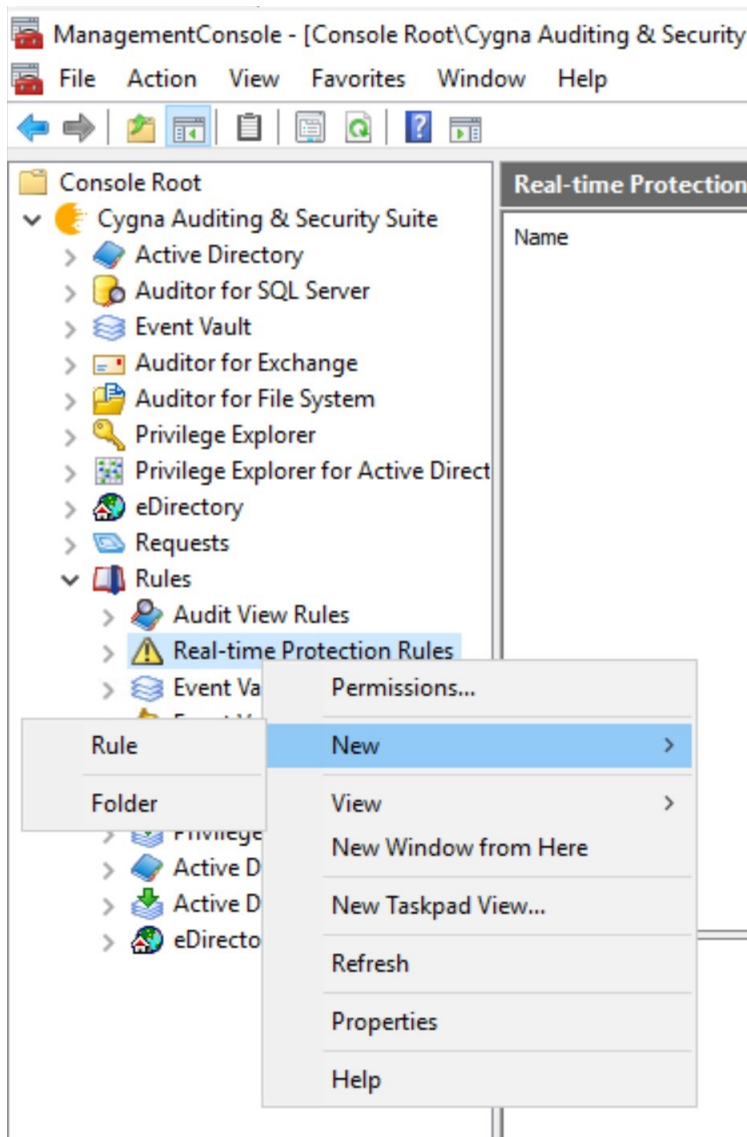 ManagementConsole - [Console Root\Cygna Auditing & Security
File Action View Favorites Window Help
Console Root
Cygna Auditing & Security Suite
Active Directory
Auditor for SQL Server
Event Vault
Auditor for Exchange
Auditor for File System
Privilege Explorer
Privilege Explorer for Active Direct
eDirectory
Requests
Rules
Audit View Rules
Real-time Protection Rules
Event Va
Privilege
Active D
Active D
eDirecto
Real-time Protection
Name
Permissions...
New
View
New Window from Here
New Taskpad View...
Refresh
Properties
Help
Rule
Folder